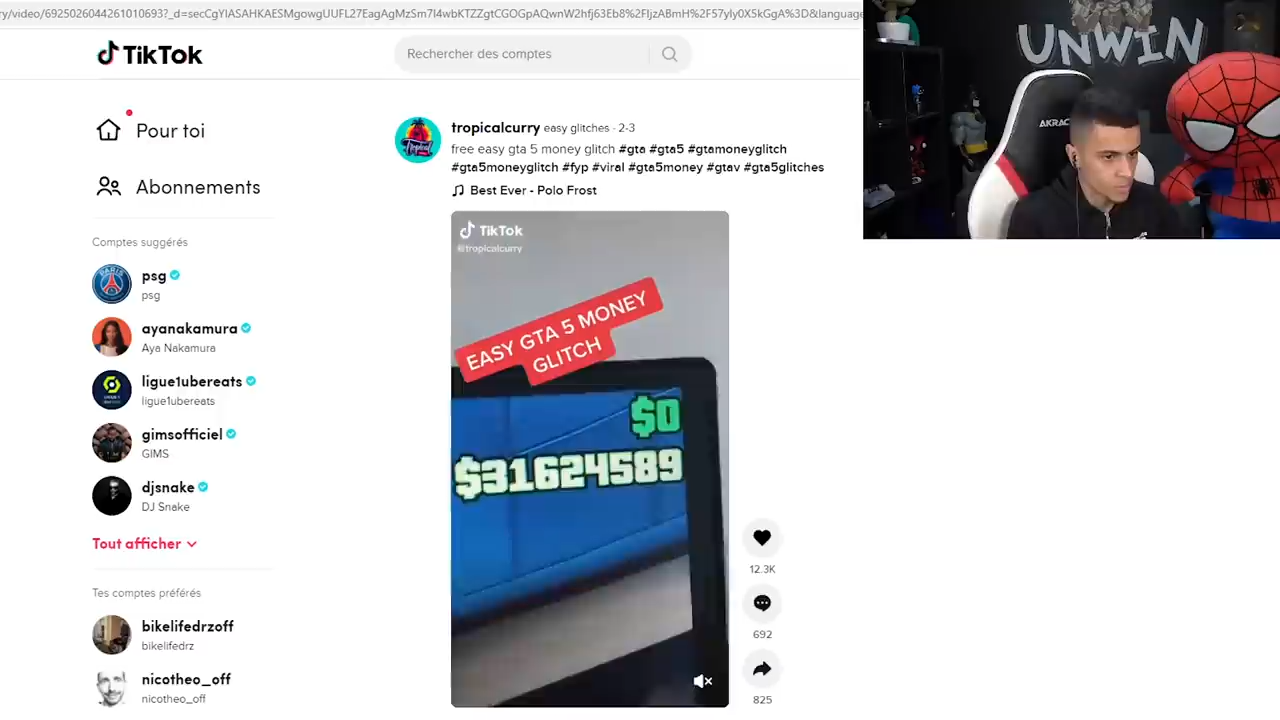 TikTok
Rechercher des comptes
UNWIN
AKRAC
Pour toi
Abonnements
Comptes suggérés
psg
psg
ayanakamura
Aya Nakamura
ligue1ubereats
ligue1ubereats
gimsofficiel
GIMS
djsnake
DJ Snake
Tout afficher
Tes comptes préférés
bikelifedrzoff
bikelifedrz
nicotheo_off
nicotheo_off
tropicalcurry easy glitches · 2-3
free easy gta 5 money glitch #gta #gta5 #gtamoneyglitch
#gta5moneyglitch #fyp #viral #gta5money #gtav #gta5glitches
Best Ever - Polo Frost
TikTok
@tropicalcurry
EASY GTA 5 MONEY
GLITCH
$0
$31624589
12.3K
692
825